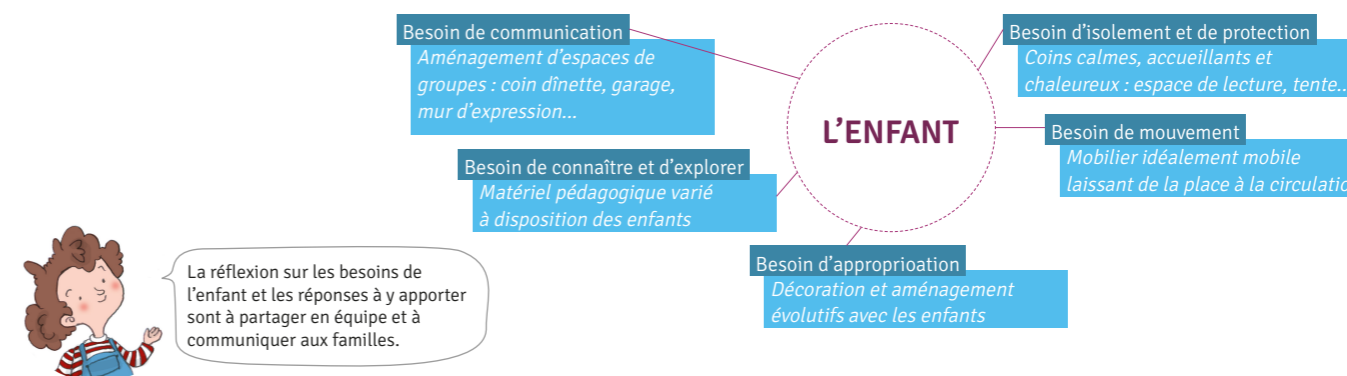 Besoin de communication
Aménagement d'espaces de
groupes : coin dînette, garage,
mur d'expression...
Besoin de connaître et d'explorer
Matériel pédagogique varié
à disposition des enfants
L'ENFANT
Besoin d'isolement et de protection
Coins calmes, accueillants et
chaleureux : espace de lecture, tente...
Besoin de mouvement
Mobilier idéalement mobile
laissant de la place à la circulatio
Besoin d'approprioation
Décoration et aménagement
évolutifs avec les enfants
La réflexion sur les besoins de
l'enfant et les réponses à y apporter
sont à partager en équipe et à
communiquer aux familles.